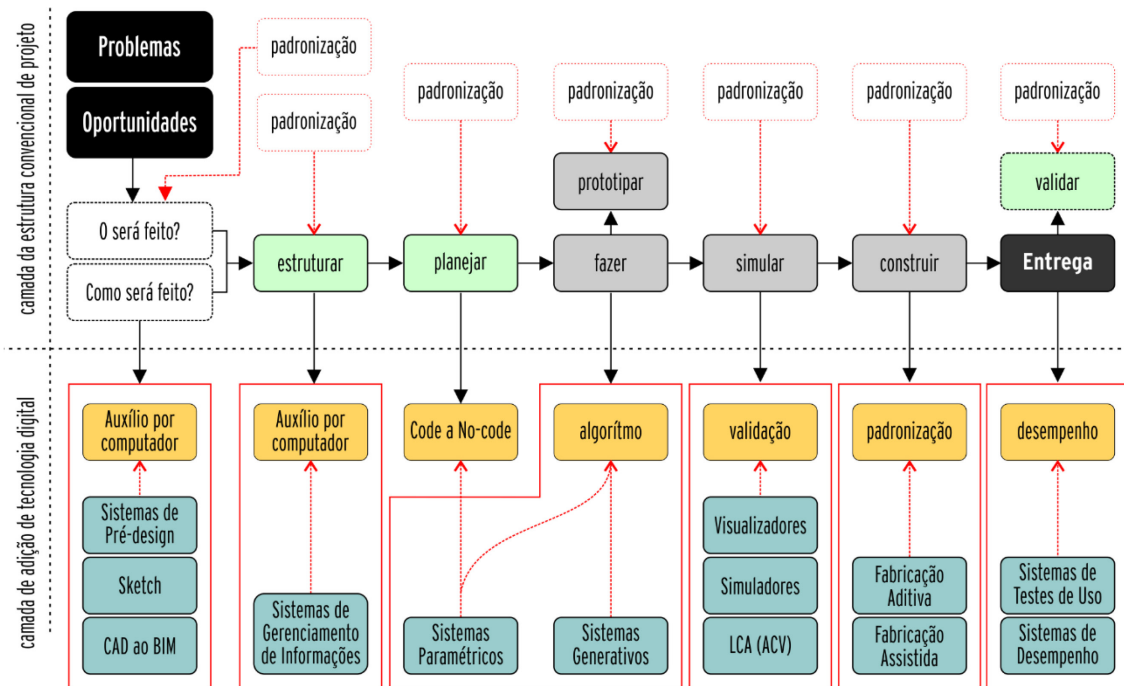 camada da estrutura convencional de projeto
Problemas
Oportunidades
padronização
padronização
padronização
padronização
padronização
padronização
padronização
prototipar
validar
O será feito?
Como será feito?
estruturar
planejar
fazer
simular
construir
Entrega
camada de adição de tecnologia digital
Auxílio por
computador
Auxílio por
computador
Code a No-code
algorítmo
validação
padronização
desempenho
Sistemas de
Pré-design
Sketch
CAD ao BIM
Sistemas de
Gerenciamento
de Informações
Sistemas
Paramétricos
Sistemas
Generativos
Visualizadores
Simuladores
LCA (ACV)
Fabricação
Aditiva
Fabricação
Assistida
Sistemas de
Testes de Uso
Sistemas de
Desempenho